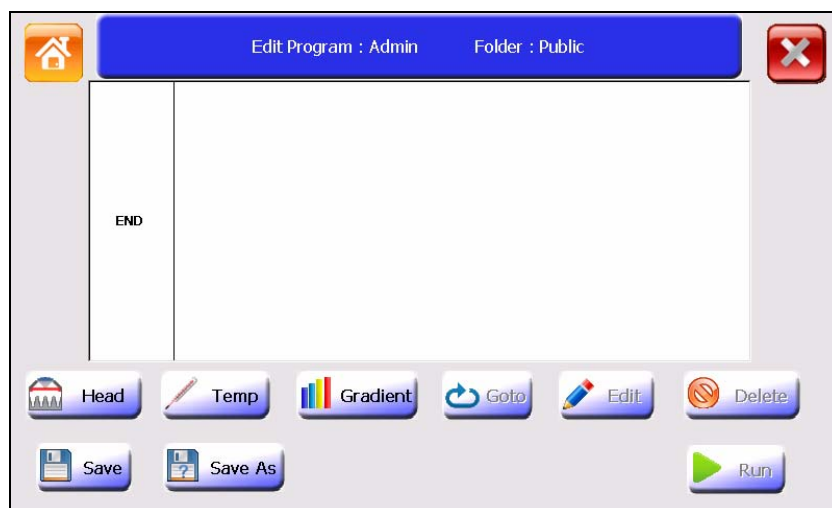 Edit Program : Admin Folder : Public
END
Head Temp Gradient Goto Edit Delete
?
Save Save As Run